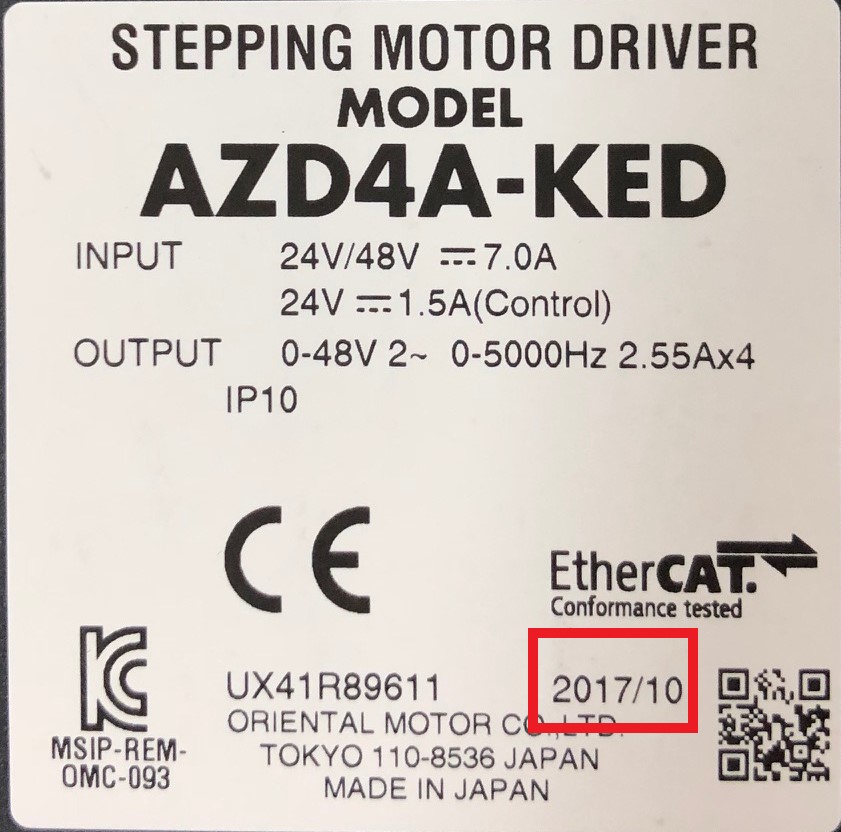 STEPPING MOTOR DRIVER
MODEL
AZD4A-KED
INPUT 24V/48V ⎓ 7.0A
24V ⎓ 1.5A(Control)
OUTPUT 0-48V 2~ 0-5000Hz 2.55Ax4
IP10
CE
EtherCAT.
Conformance tested
KC
MSIP-REM-
OMC-093
UX41R89611 2017/10
ORIENTAL MOTOR CO.,LTD.
TOKYO 110-8536 JAPAN
MADE IN JAPAN